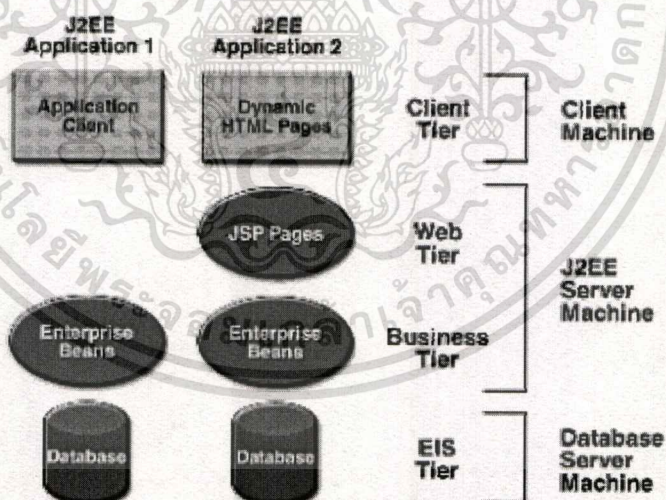 J2EE
Application 1
J2EE
Application 2
Application
Client
Dynamic
HTML Pages
Client
Tier
Client
Machine
JSP Pages
Web
Tier
J2EE
Server
Machine
Enterprise
Beans
Enterprise
Beans
Business
Tier
Database
Database
EIS
Tier
Database
Server
Machine